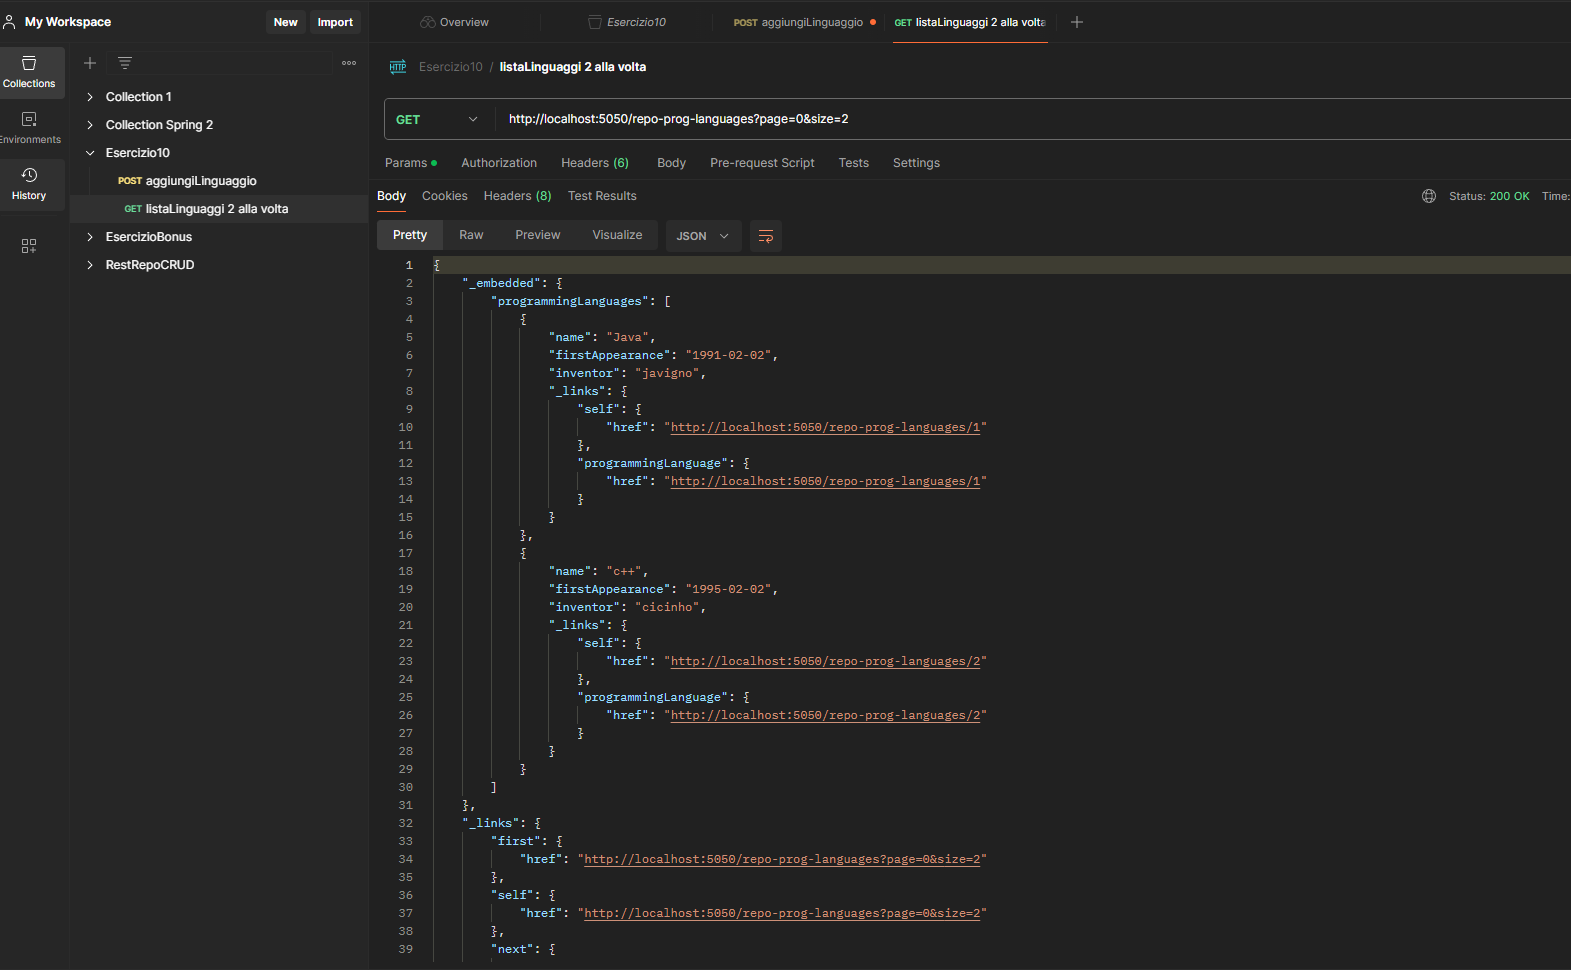 My Workspace
New
Import
Overview
Esercizio10
POST aggiungiLinguaggio
GET listaLinguaggi 2 alla volta
Collections
Environments
History
Collection 1
Collection Spring 2
Esercizio10
POST aggiungiLinguaggio
GET listaLinguaggi 2 alla volta
EsercizioBonus
RestRepoCRUD
HTTP Esercizio10 / listaLinguaggi 2 alla volta
GET http://localhost:5050/repo-prog-languages?page=0&size=2
Params Authorization Headers (6) Body Pre-request Script Tests Settings
Body Cookies Headers (8) Test Results Status: 200 OK Time:
Pretty Raw Preview Visualize JSON
1 {
2 "_embedded": {
3 "programmingLanguages": [
4 {
5 "name": "Java",
6 "firstAppearance": "1991-02-02",
7 "inventor": "javigno",
8 "_links": {
9 "self": {
10 "href": "http://localhost:5050/repo-prog-languages/1"
11 },
12 "programmingLanguage": {
13 "href": "http://localhost:5050/repo-prog-languages/1"
14 }
15 }
16 },
17 {
18 "name": "c++",
19 "firstAppearance": "1995-02-02",
20 "inventor": "cicinho",
21 "_links": {
22 "self": {
23 "href": "http://localhost:5050/repo-prog-languages/2"
24 },
25 "programmingLanguage": {
26 "href": "http://localhost:5050/repo-prog-languages/2"
27 }
28 }
29 }
30 ]
31 },
32 "_links": {
33 "first": {
34 "href": "http://localhost:5050/repo-prog-languages?page=0&size=2"
35 },
36 "self": {
37 "href": "http://localhost:5050/repo-prog-languages?page=0&size=2"
38 },
39 "next": {